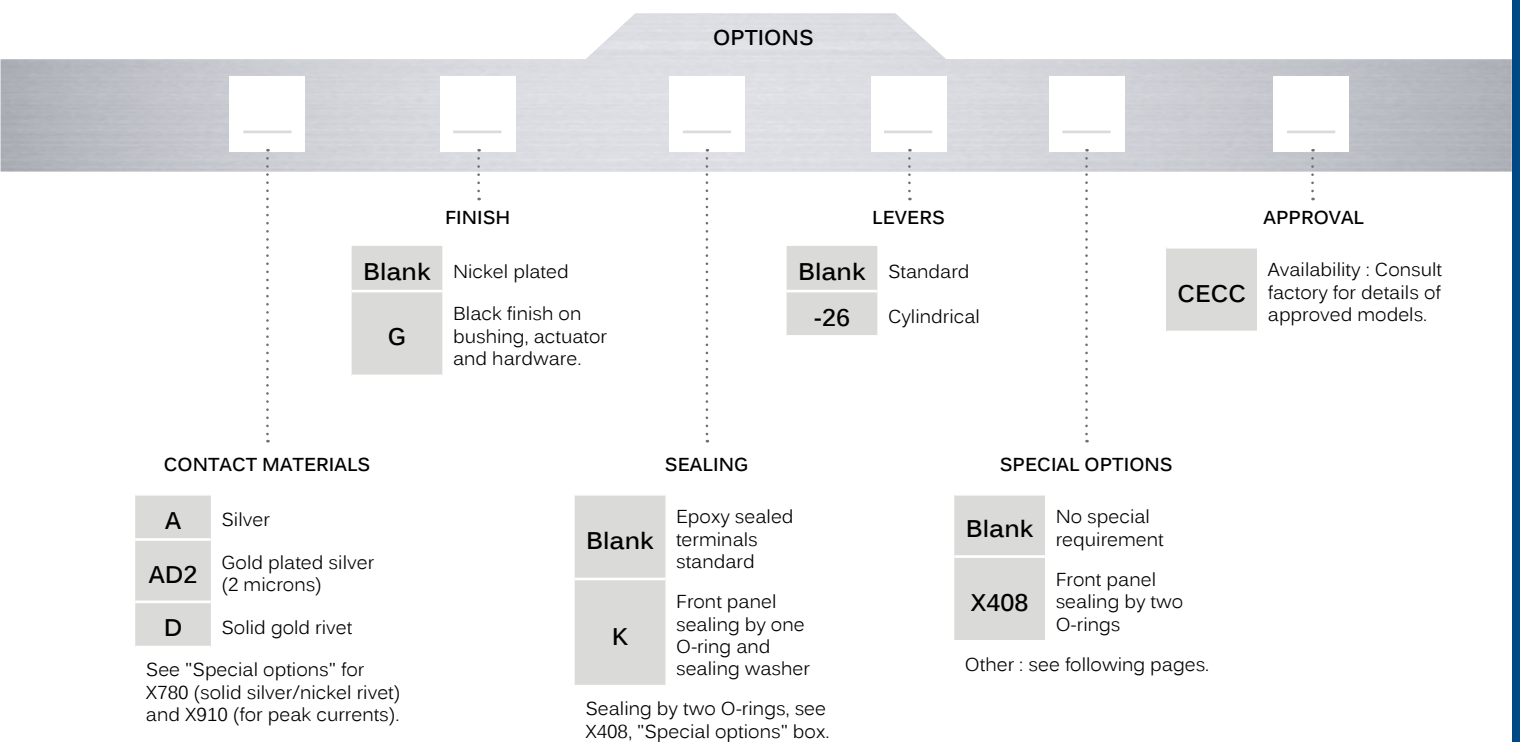 OPTIONS
FINISH
Blank
Nickel plated
G
Black finish on
bushing, actuator
and hardware.
LEVERS
Blank
Standard
-26
Cylindrical
APPROVAL
CECC
Availability : Consult
factory for details of
approved models.
CONTACT MATERIALS
A
Silver
AD2
Gold plated silver
(2 microns)
D
Solid gold rivet
See "Special options" for
X780 (solid silver/nickel rivet)
and X910 (for peak currents).
SEALING
Blank
Epoxy sealed
terminals
standard
K
Front panel
sealing by one
O-ring and
sealing washer
Sealing by two O-rings, see
X408, "Special options" box.
SPECIAL OPTIONS
Blank
No special
requirement
X408
Front panel
sealing by two
O-rings
Other : see following pages.